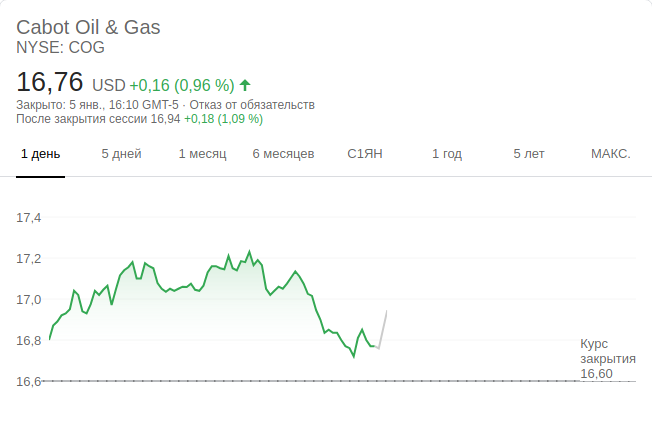 Cabot Oil & Gas
NYSE: COG
16,76 USD +0,16 (0,96 %)
Закрыто: 5 янв., 16:10 GMT-5 · Отказ от обязательств
После закрытия сессии 16,94 +0,18 (1,09 %)
1 день 5 дней 1 месяц 6 месяцев С1ЯН 1 год 5 лет МАКС.
17,4
17,2
17,0
16,8
Курс
закрытия
16,60
16,6